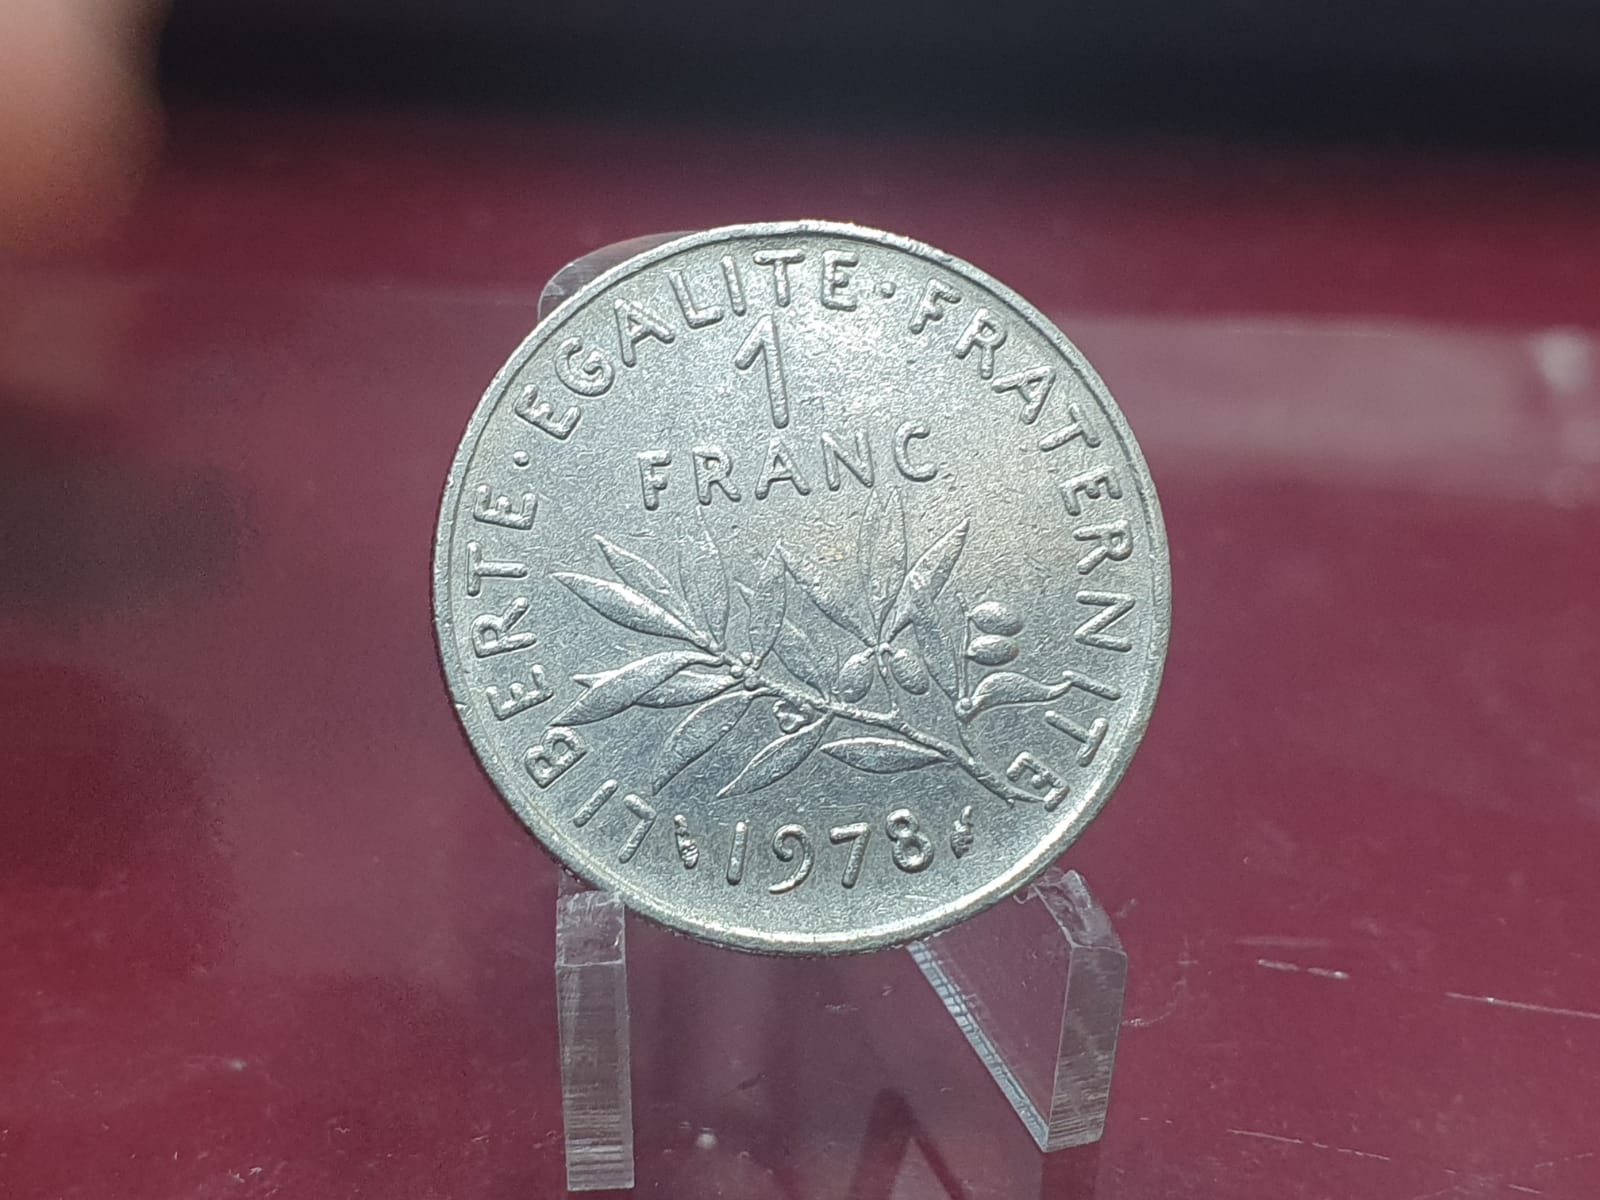 LIBERTE · EGALITE · FRATERNITE
1
FRANC
1978